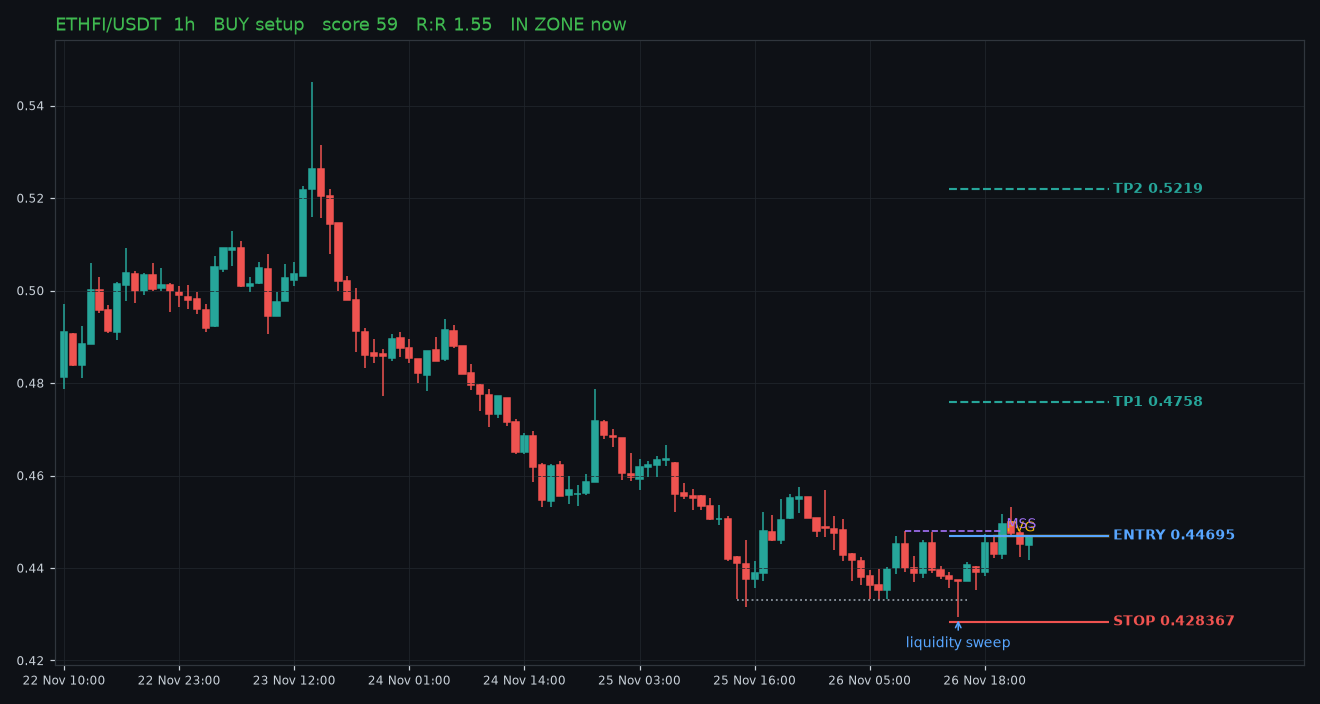 ETHFI/USDT 1h BUY setup score 59 R:R 1.55 IN ZONE now
0.54
0.52
0.50
0.48
0.46
0.44
0.42
TP2 0.5219
TP1 0.4758
MSS
ENTRY 0.44695
STOP 0.428367
liquidity sweep
22 Nov 10:00 22 Nov 23:00 23 Nov 12:00 24 Nov 01:00 24 Nov 14:00 25 Nov 03:00 25 Nov 16:00 26 Nov 05:00 26 Nov 18:00